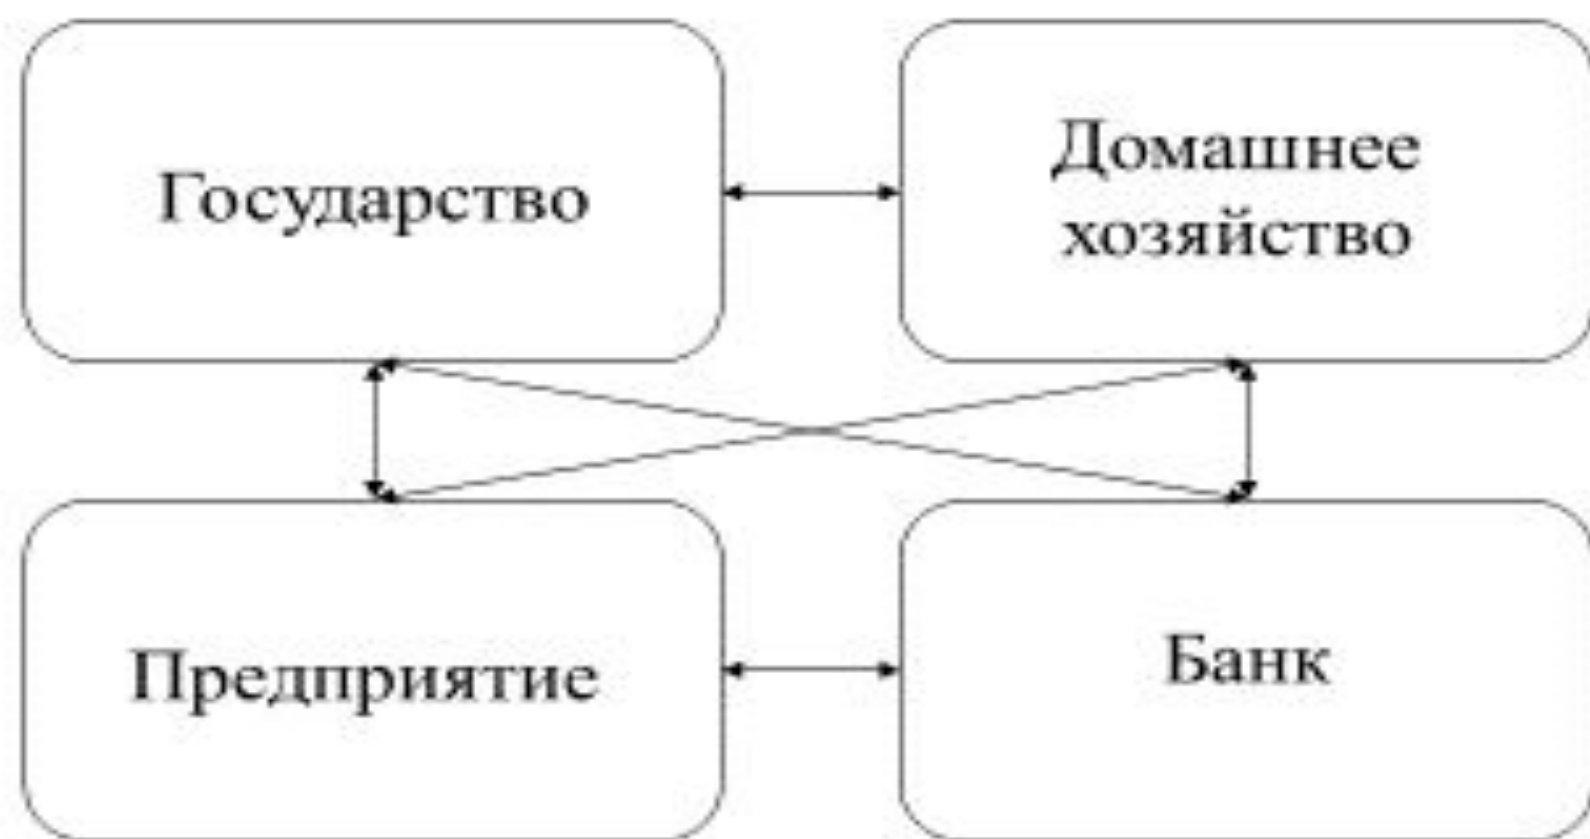 Государство
Домашнее
хозяйство
Предприятие
Банк